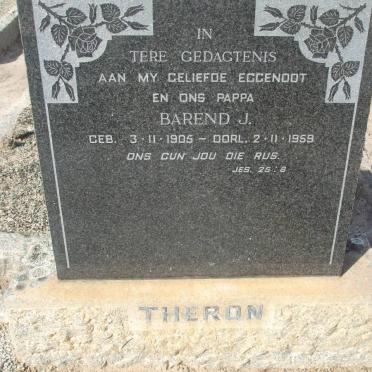 IN
TERE GEDAGTENIS
AAN MY GELIEFDE EGGENOOT
EN ONS PAPPA
BAREND J.
GEB. 3·11·1905 – OORL. 2·11·1959
ONS GUN JOU DIE RUS.
JES. 25:8
THERON